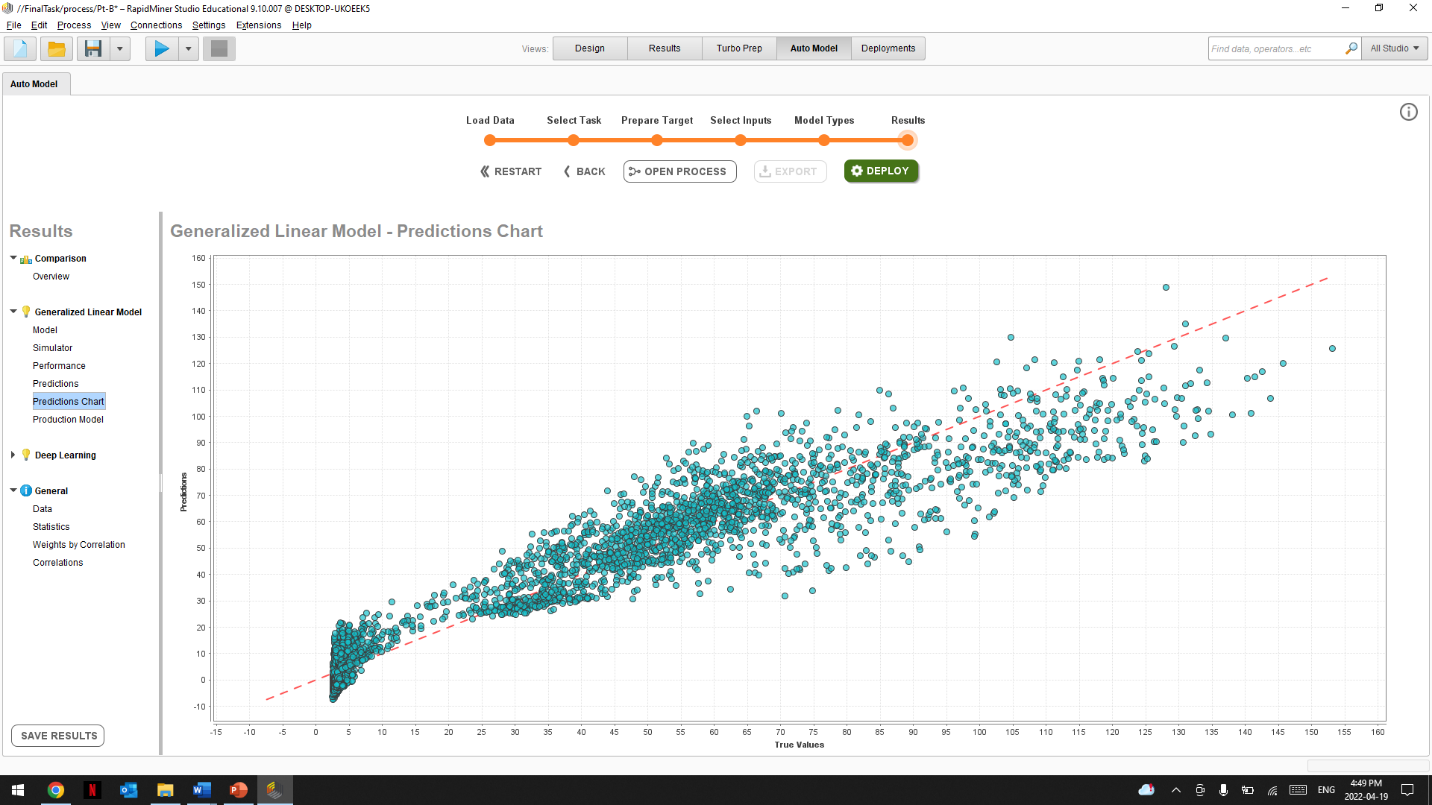 //FinalTask/process/Pt-B* – RapidMiner Studio Educational 9.10.007 @ DESKTOP-UKOEEK5
File Edit Process View Connections Settings Extensions Help
Views: Design Results Turbo Prep Auto Model Deployments Find data, operators...etc All Studio
Auto Model
Load Data Select Task Prepare Target Select Inputs Model Types Results
RESTART BACK OPEN PROCESS EXPORT DEPLOY
Results
Comparison
Overview
Generalized Linear Model
Model
Simulator
Performance
Predictions
Predictions Chart
Production Model
Deep Learning
General
Data
Statistics
Weights by Correlation
Correlations
SAVE RESULTS
Generalized Linear Model - Predictions Chart
Predictions
160
150
140
130
120
110
100
90
80
70
60
50
40
30
20
10
0
-10
-15 -10 -5 0 5 10 15 20 25 30 35 40 45 50 55 60 65 70 75 80 85 90 95 100 105 110 115 120 125 130 135 140 145 150 155 160
True Values
ENG
4:49 PM
2022-04-19